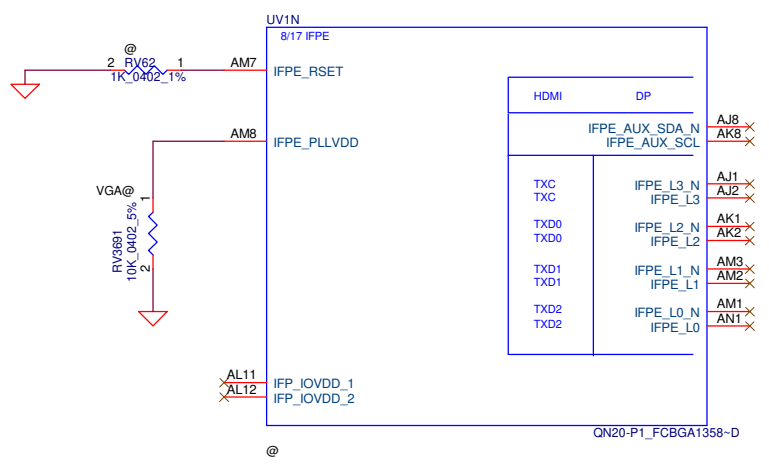 UV1N
8/17 IFPE
@
2 RV62 1
1K_0402_1%
AM7
IFPE_RSET
AM8
IFPE_PLLVDD
VGA@
1
RV3691
10K_0402_5%
2
HDMI DP
IFPE_AUX_SDA_N AJ8
IFPE_AUX_SCL AK8
TXC IFPE_L3_N AJ1
TXC IFPE_L3 AJ2
TXD0 IFPE_L2_N AK1
TXD0 IFPE_L2 AK2
TXD1 IFPE_L1_N AM3
TXD1 IFPE_L1 AM2
TXD2 IFPE_L0_N AM1
TXD2 IFPE_L0 AN1
AL11 IFP_IOVDD_1
AL12 IFP_IOVDD_2
QN20-P1_FCBGA1358~D
@